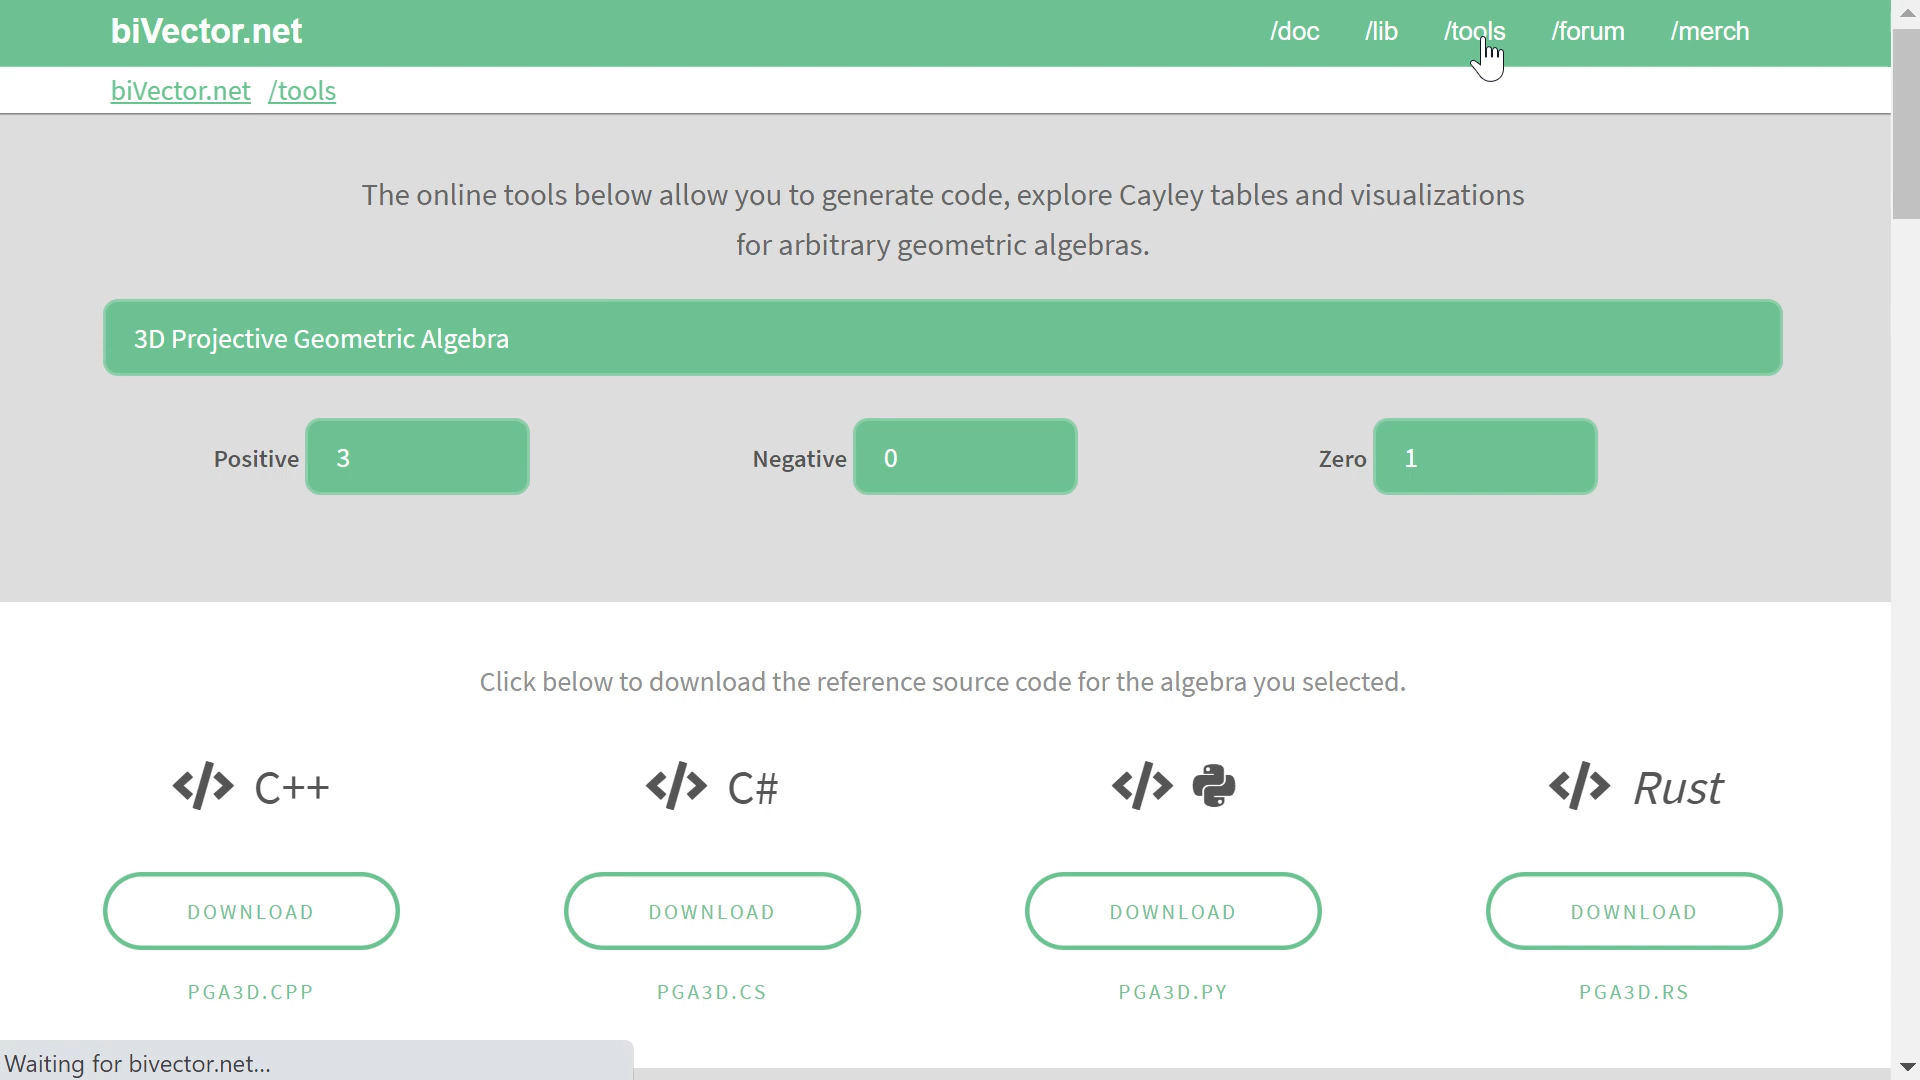 biVector.net /doc /lib /tools /forum /merch
biVector.net /tools
The online tools below allow you to generate code, explore Cayley tables and visualizations
for arbitrary geometric algebras.
3D Projective Geometric Algebra
Positive 3 Negative 0 Zero 1
Click below to download the reference source code for the algebra you selected.
</> C++ </> C# </> </> Rust
DOWNLOAD DOWNLOAD DOWNLOAD DOWNLOAD
PGA3D.CPP PGA3D.CS PGA3D.PY PGA3D.RS
Waiting for bivector.net...